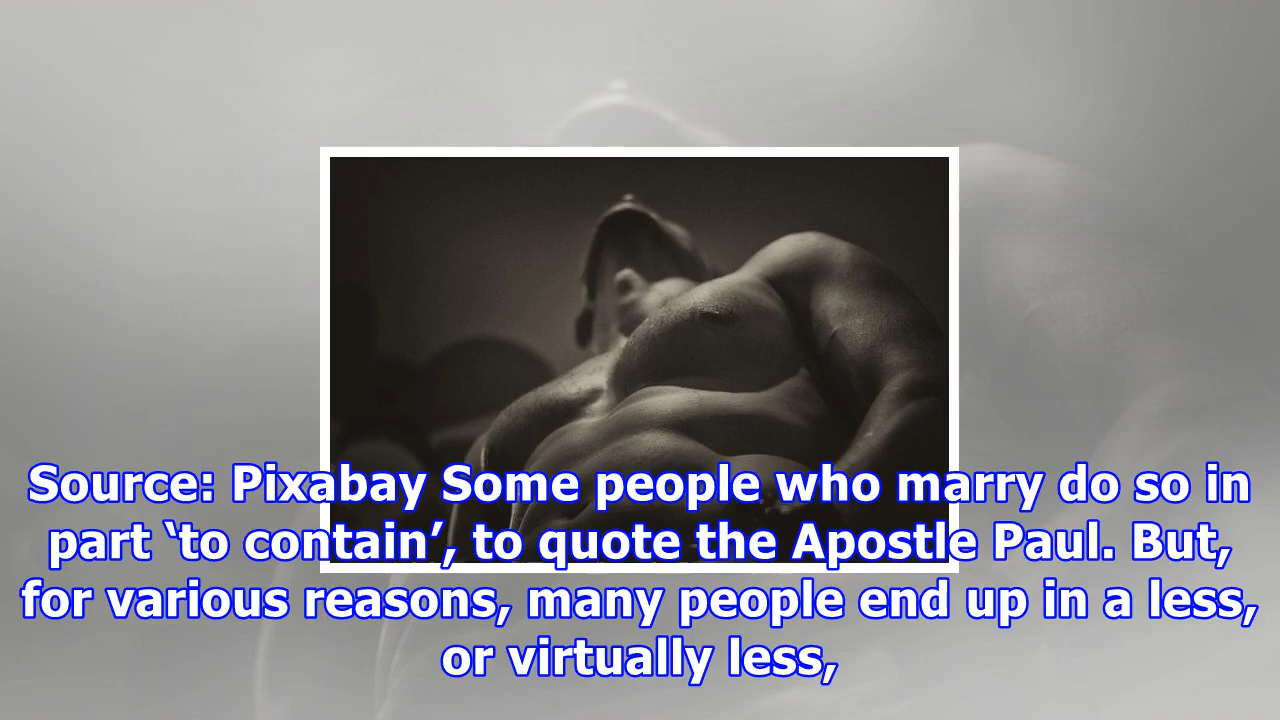 Source: Pixabay Some people who marry do so in
part ‘to contain’, to quote the Apostle Paul. But,
for various reasons, many people end up in a less,
or virtually less,